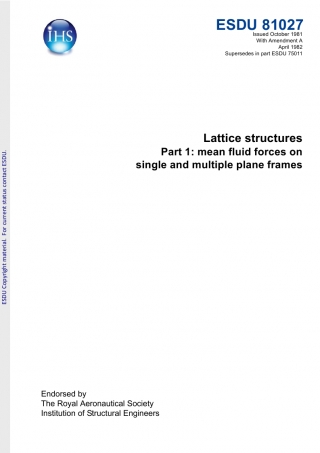 IHS
ESDU 81027
Issued October 1981
With Amendment A
April 1982
Supersedes in part ESDU 75011
Lattice structures
Part 1: mean fluid forces on
single and multiple plane frames
ESDU Copyright material. For current status contact ESDU.
Endorsed by
The Royal Aeronautical Society
Institution of Structural Engineers